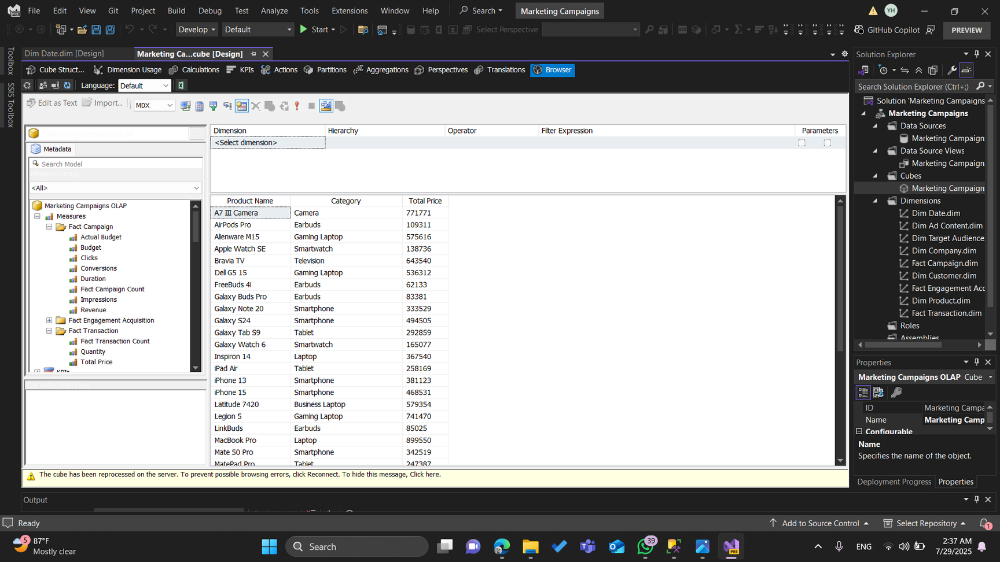 File Edit View Git Project Build Debug Test Analyze Tools Extensions Window Help Search Marketing Campaigns YH
Develop Default Start Select Perspective GitHub Copilot PREVIEW
Toolbox
SSIS Toolbox
Dim Date.dim [Design] Marketing Ca...cube [Design]
Cube Struct... Dimension Usage Calculations KPIs Actions Partitions Aggregations Perspectives Translations Browser
Language: Default
Edit as Text Import... MDX
Metadata
Search Model
Measure Group:
<All>
Marketing Campaigns OLAP
Measures
Fact Campaign
Actual Budget
Budget
Clicks
Conversions
Duration
Fact Campaign Count
Impressions
Revenue
Fact Engagement Acquisition
Fact Transaction
Fact Transaction Count
Quantity
Total Price
KPIs
Calculated Members
Dimension Hierarchy Operator Filter Expression Parameters
<Select dimension>
Product Name Category Total Price
A7 III Camera Camera 771771
AirPods Pro Earbuds 109311
Alienware M15 Gaming Laptop 575616
Apple Watch SE Smartwatch 138736
Bravia TV Television 643540
Dell G5 15 Gaming Laptop 536312
FreeBuds 4i Earbuds 62133
Galaxy Buds Pro Earbuds 83381
Galaxy Note 20 Smartphone 333529
Galaxy S24 Smartphone 494505
Galaxy Tab S9 Tablet 292859
Galaxy Watch 6 Smartwatch 165077
Inspiron 14 Laptop 367540
iPad Air Tablet 258169
iPhone 13 Smartphone 381123
iPhone 15 Smartphone 468531
Latitude 7420 Business Laptop 579354
Legion 5 Gaming Laptop 741470
LinkBuds Earbuds 85025
MacBook Pro Laptop 899550
Mate 50 Pro Smartphone 342519
MatePad Pro Tablet 247387
The cube has been reprocessed on the server. To prevent possible browsing errors, click Reconnect. To hide this message, Click here.
Output
Solution Explorer
Search Solution Explorer (Ctrl+;)
Solution 'Marketing Campaigns
Marketing Campaigns
Data Sources
Marketing Campaign
Data Source Views
Marketing Campaign
Cubes
Marketing Campaign
Dimensions
Dim Date.dim
Dim Ad Content.dim
Dim Target Audience
Dim Company.dim
Fact Campaign.dim
Dim Customer.dim
Fact Engagement Acc
Dim Product.dim
Fact Transaction.dim
Roles
Assemblies
Properties
Marketing Campaigns OLAP Cube
ID Marketing Campa
Name Marketing Camp
Configurable
Name
Specifies the name of the object.
Deployment Progress Properties
Ready Add to Source Control Select Repository 1
5 87°F
Mostly clear
Search 39 PRE ENG
2:37 AM
7/29/2025